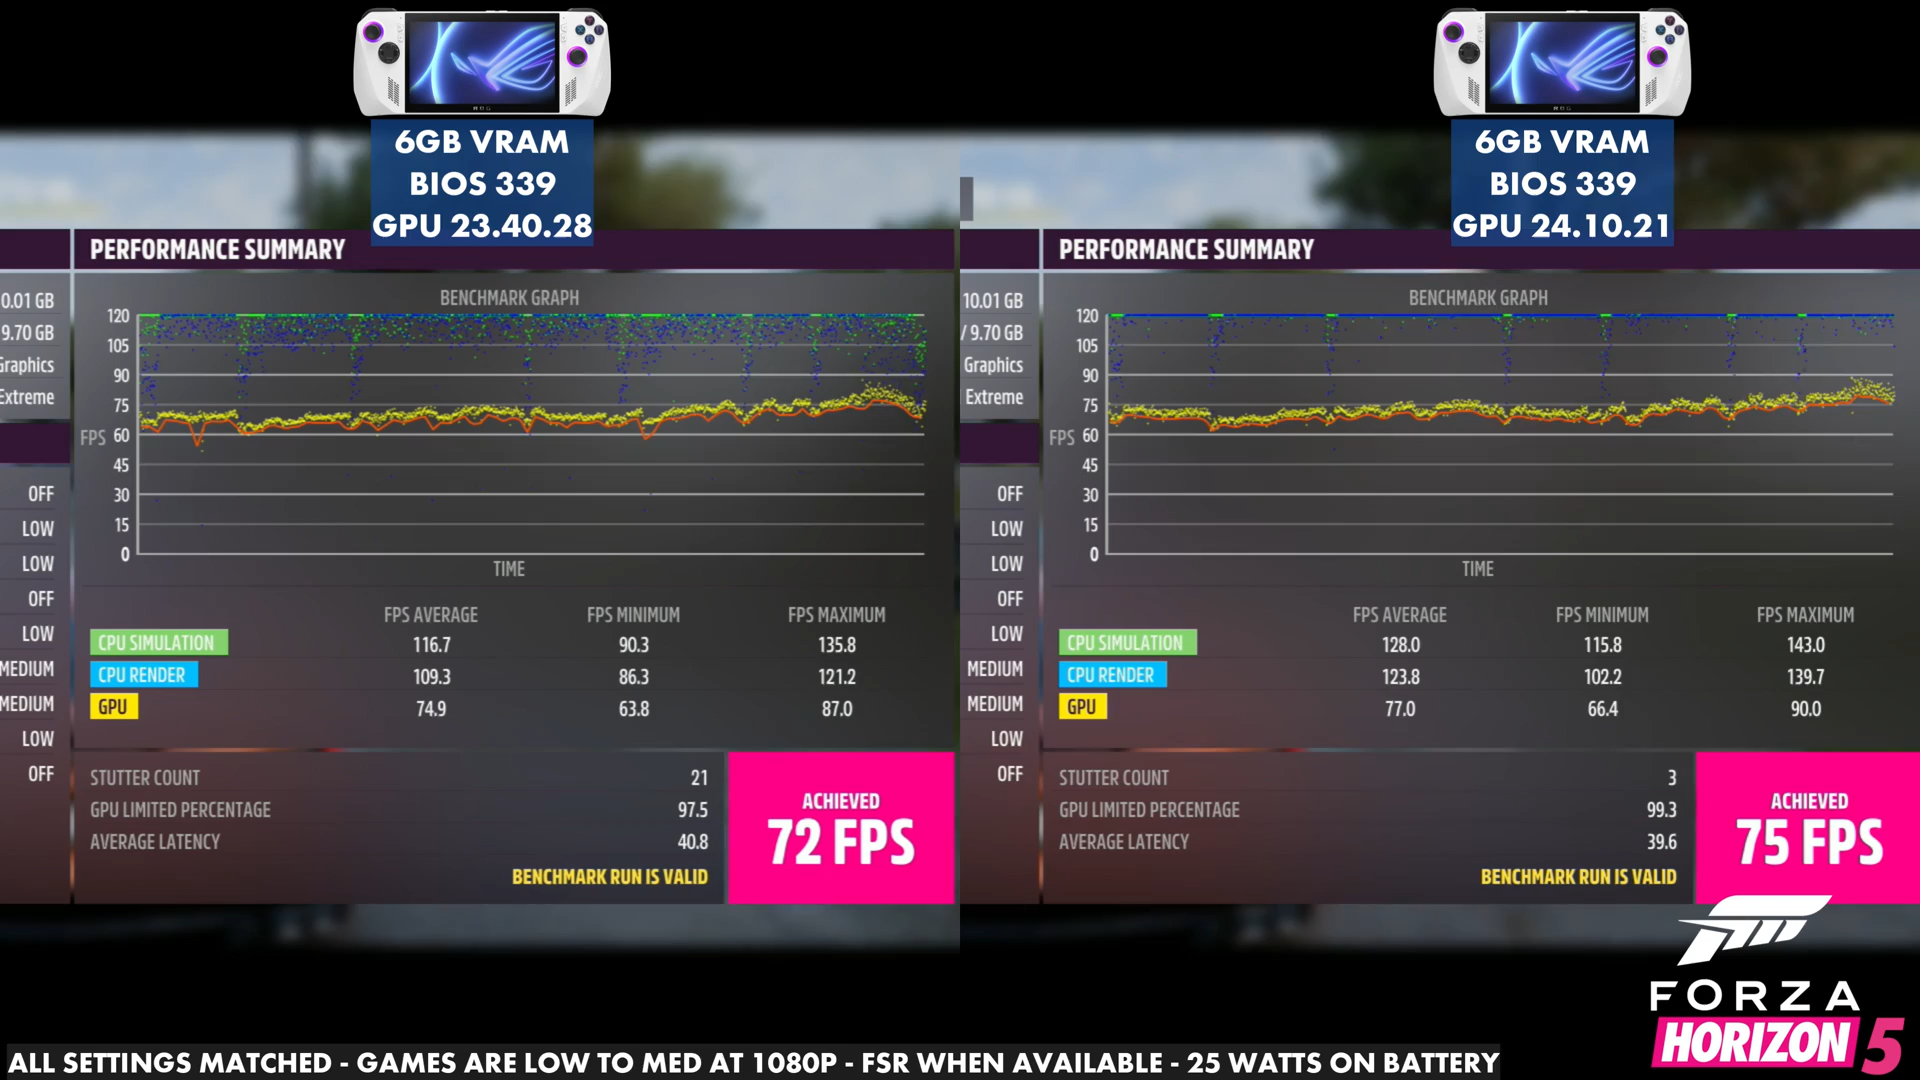 6GB VRAM
BIOS 339
GPU 23.40.28
PERFORMANCE SUMMARY
0.01 GB
9.70 GB
Graphics
Extreme
OFF
LOW
LOW
OFF
LOW
MEDIUM
MEDIUM
LOW
OFF
BENCHMARK GRAPH
120
105
90
75
FPS 60
45
30
15
0
TIME
FPS AVERAGE FPS MINIMUM FPS MAXIMUM
CPU SIMULATION 116.7 90.3 135.8
CPU RENDER 109.3 86.3 121.2
GPU 74.9 63.8 87.0
STUTTER COUNT 21
GPU LIMITED PERCENTAGE 97.5
AVERAGE LATENCY 40.8
BENCHMARK RUN IS VALID
ACHIEVED
72 FPS
6GB VRAM
BIOS 339
GPU 24.10.21
PERFORMANCE SUMMARY
10.01 GB
/ 9.70 GB
Graphics
Extreme
OFF
LOW
LOW
OFF
LOW
MEDIUM
MEDIUM
LOW
OFF
BENCHMARK GRAPH
120
105
90
75
FPS 60
45
30
15
0
TIME
FPS AVERAGE FPS MINIMUM FPS MAXIMUM
CPU SIMULATION 128.0 115.8 143.0
CPU RENDER 123.8 102.2 139.7
GPU 77.0 66.4 90.0
STUTTER COUNT 3
GPU LIMITED PERCENTAGE 99.3
AVERAGE LATENCY 39.6
BENCHMARK RUN IS VALID
ACHIEVED
75 FPS
FORZA
HORIZON 5
ALL SETTINGS MATCHED - GAMES ARE LOW TO MED AT 1080P - FSR WHEN AVAILABLE - 25 WATTS ON BATTERY